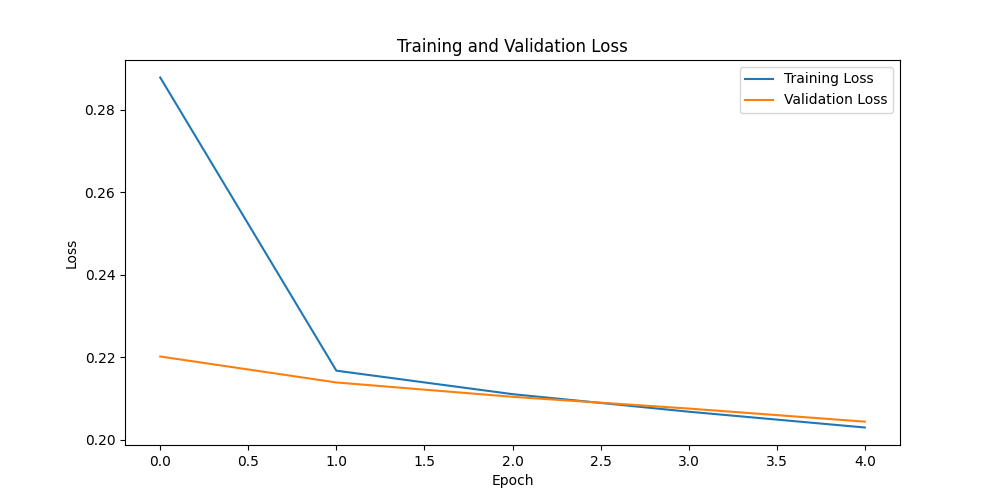 Training and Validation Loss
Training Loss
Validation Loss
0.28
0.26
0.24
0.22
0.20
Loss
0.0 0.5 1.0 1.5 2.0 2.5 3.0 3.5 4.0
Epoch